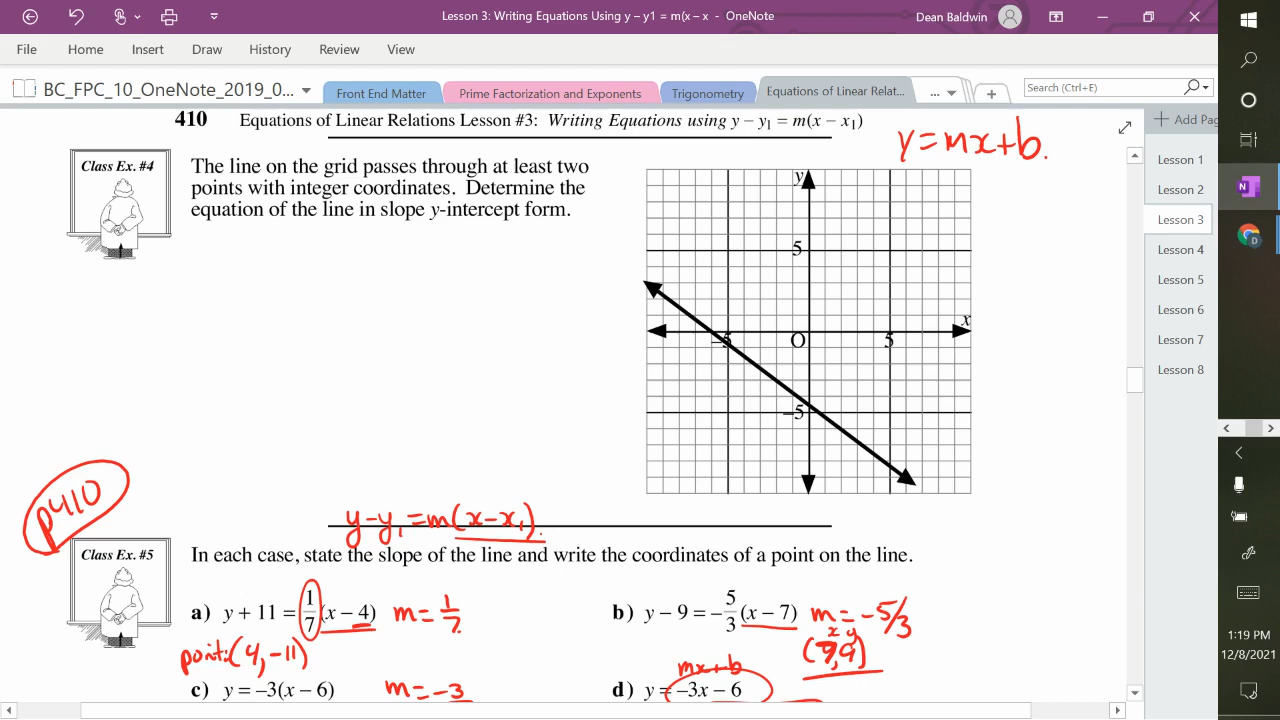 Lesson 3: Writing Equations Using y – y1 = m(x – x - OneNote
Dean Baldwin
File Home Insert Draw History Review View
BC_FPC_10_OneNote_2019_0...
Front End Matter
Prime Factorization and Exponents
Trigonometry
Equations of Linear Relat...
...
Search (Ctrl+E)
410 Equations of Linear Relations Lesson #3: Writing Equations using y – y₁ = m(x – x₁)
y=mx+b.
Add Pag
Lesson 1
Lesson 2
Lesson 3
Lesson 4
Lesson 5
Lesson 6
Lesson 7
Lesson 8
Class Ex. #4
The line on the grid passes through at least two
points with integer coordinates. Determine the
equation of the line in slope y-intercept form.
y
5
x
–5 O 5
–5
p410
y-y₁=m(x-x₁).
Class Ex. #5
In each case, state the slope of the line and write the coordinates of a point on the line.
a) y + 11 = 1/7 (x – 4) m = 1/7
point:(4, -11)
b) y – 9 = – 5/3 (x – 7) m = -5/3
x y
(7,9)
c) y = –3(x – 6) m = -3
mx+b
d) y = –3x – 6
1:19 PM
12/8/2021